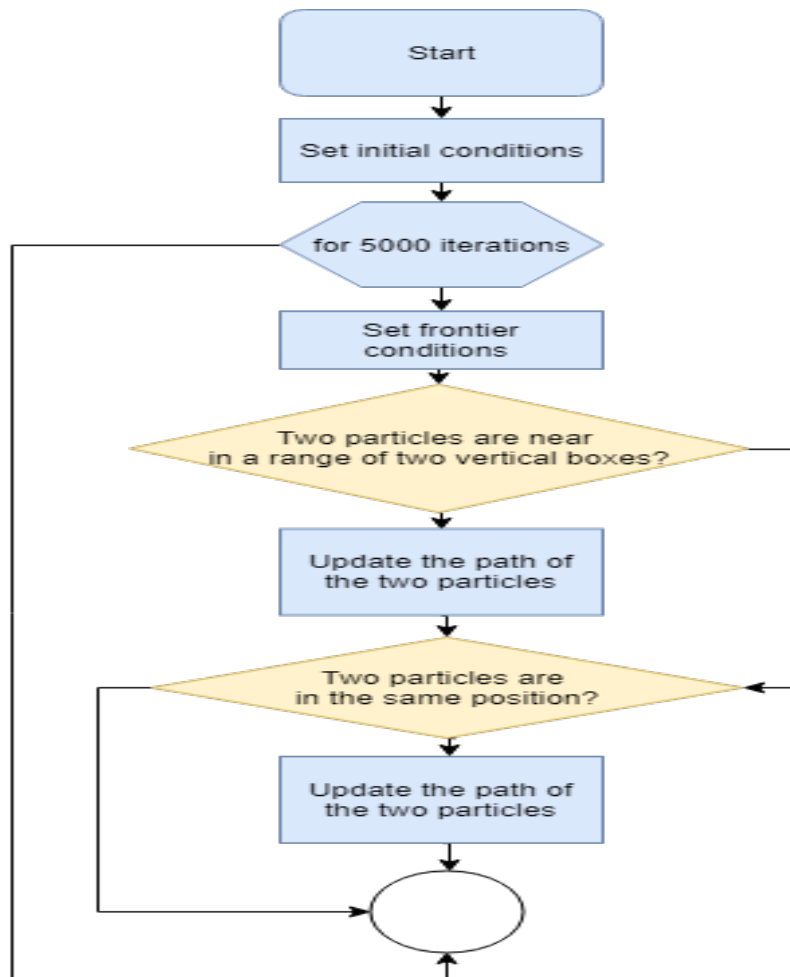 Start
Set initial conditions
for 5000 iterations
Set frontier
conditions
Two particles are near
in a range of two vertical boxes?
Update the path of
the two particles
Two particles are
in the same position?
Update the path of
the two particles